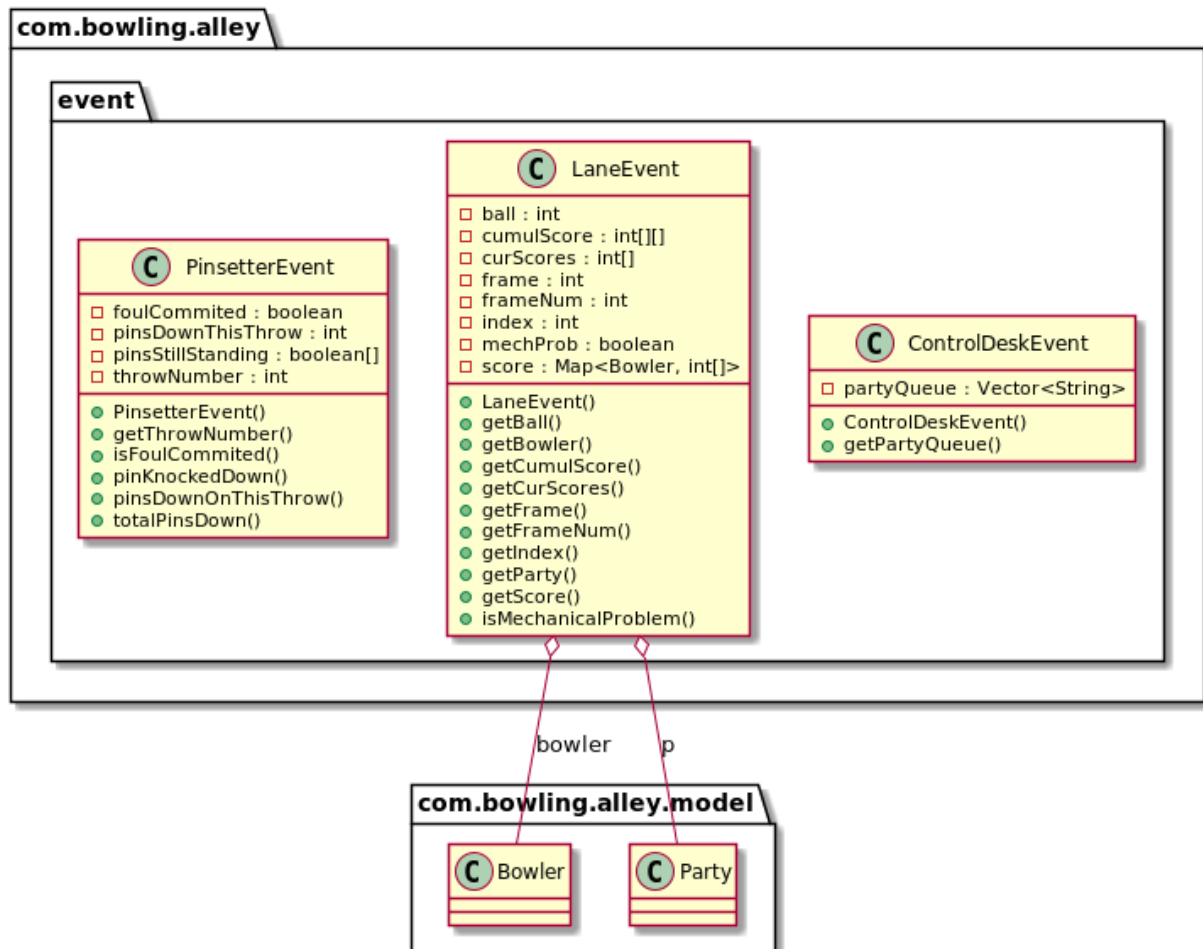 com.bowling.alley
event
C PinsetterEvent
foulCommited : boolean
pinsDownThisThrow : int
pinsStillStanding : boolean[]
throwNumber : int
PinsetterEvent()
getThrowNumber()
isFoulCommited()
pinKnockedDown()
pinsDownOnThisThrow()
totalPinsDown()
C LaneEvent
ball : int
cumulScore : int[][]
curScores : int[]
frame : int
frameNum : int
index : int
mechProb : boolean
score : Map<Bowler, int[]>
LaneEvent()
getBall()
getBowler()
getCumulScore()
getCurScores()
getFrame()
getFrameNum()
getIndex()
getParty()
getScore()
isMechanicalProblem()
C ControlDeskEvent
partyQueue : Vector<String>
ControlDeskEvent()
getPartyQueue()
bowler
p
com.bowling.alley.model
C Bowler
C Party